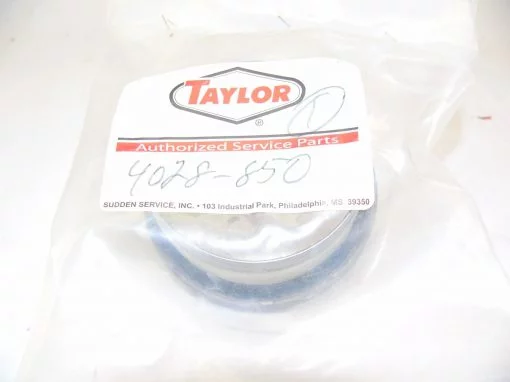 TAYLOR
®
Authorized Service Parts
4028-850
SUDDEN SERVICE, INC. • 103 Industrial Park, Philadelphia, MS. 39350